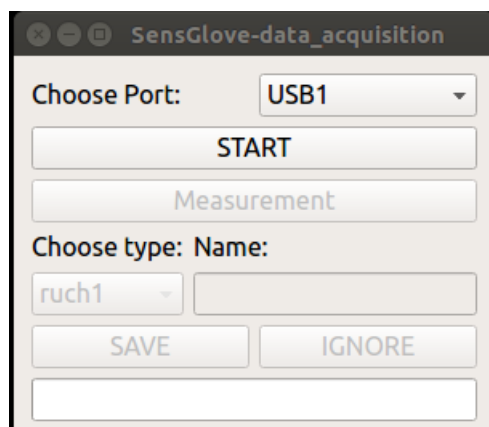 SensGlove-data_acquisition
Choose Port: USB1
START
Measurement
Choose type: Name:
ruch1
SAVE IGNORE